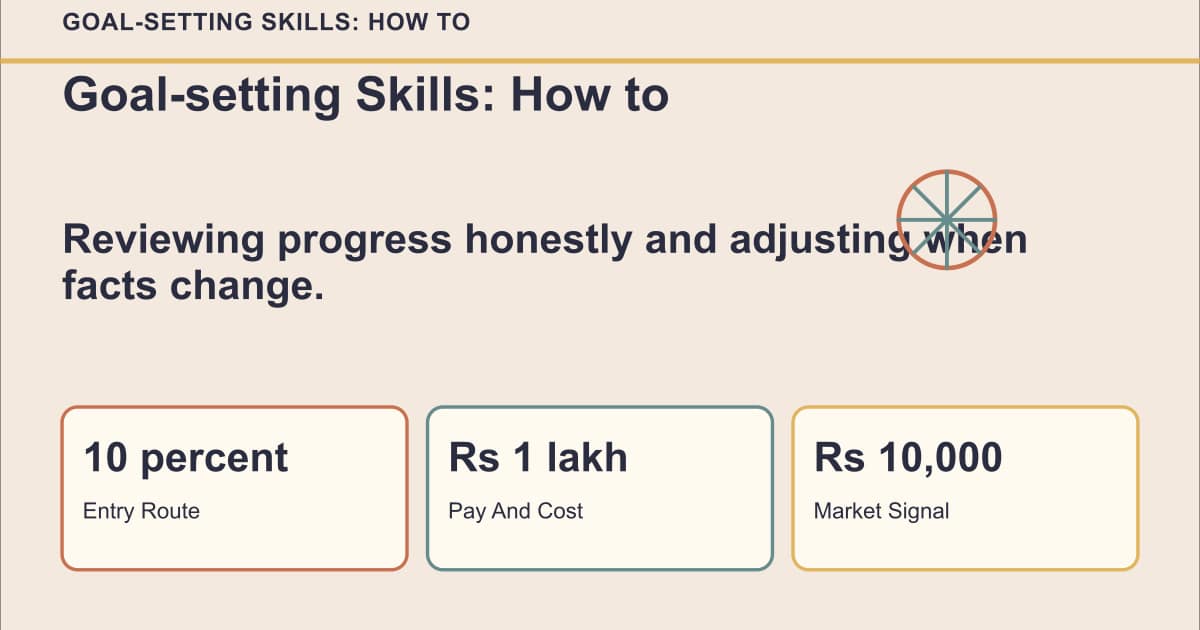 GOAL-SETTING SKILLS: HOW TO
Goal-setting Skills: How to
Reviewing progress honestly and adjusting when
facts change.
10 percent
Entry Route
Rs 1 lakh
Pay And Cost
Rs 10,000
Market Signal